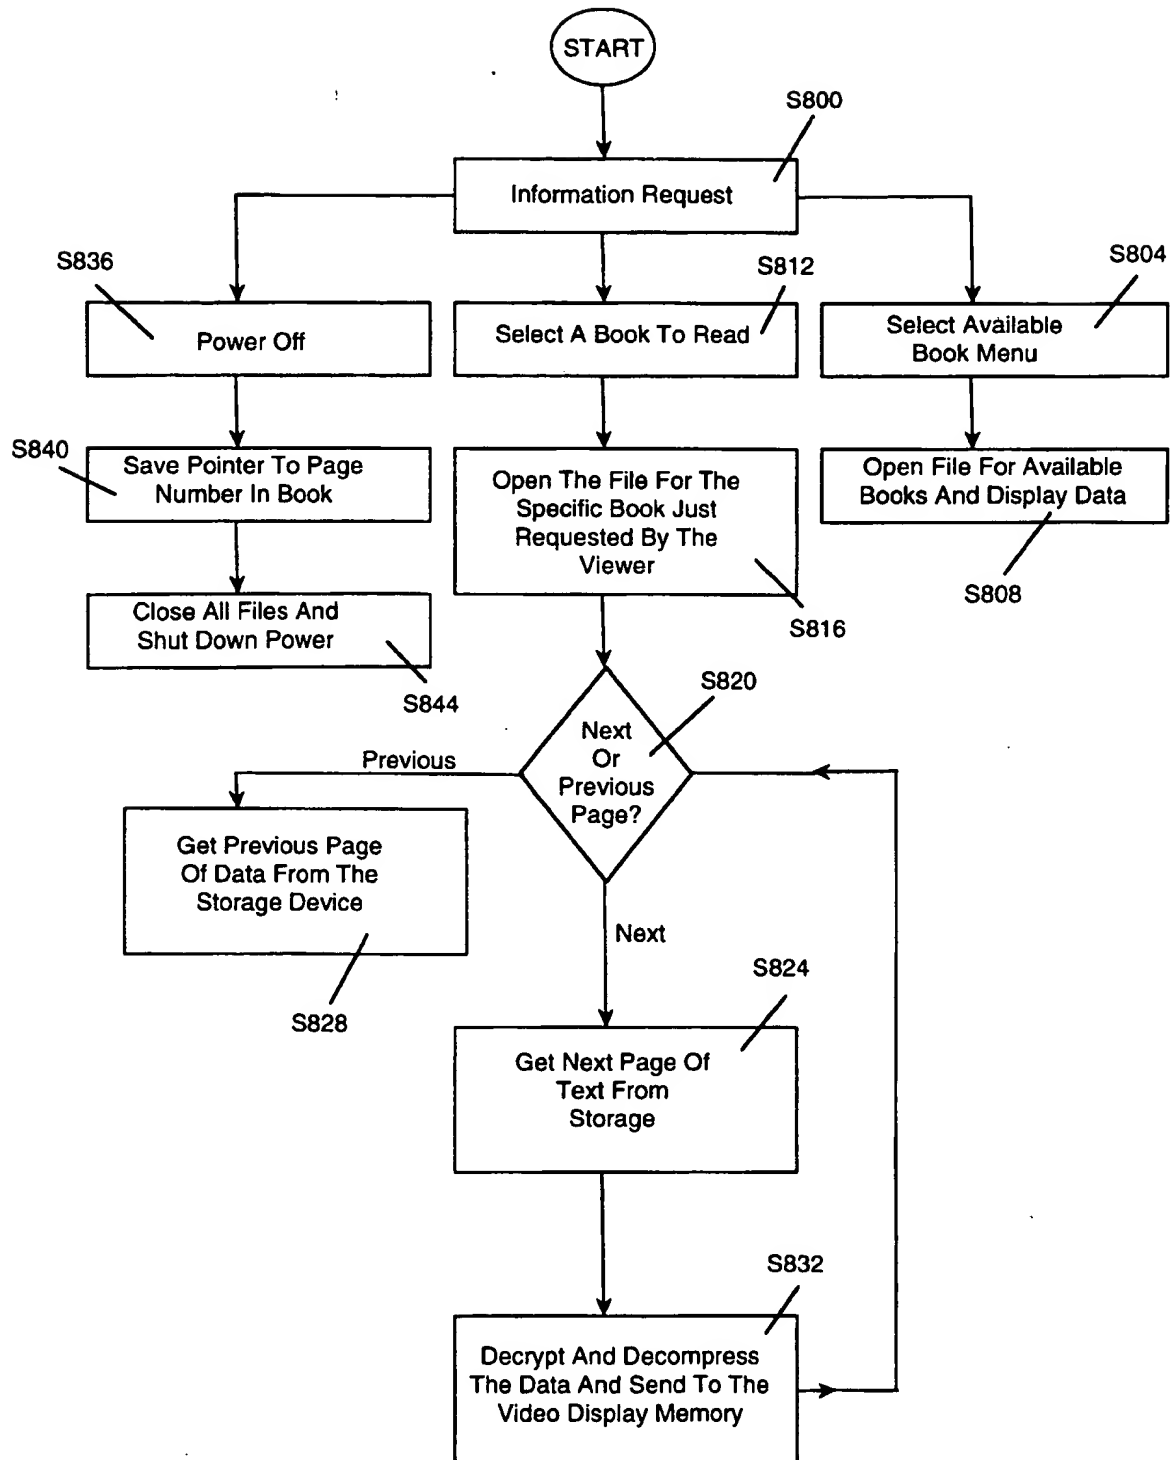 START
S800
Information Request
S836
Power Off
S812
Select A Book To Read
S804
Select Available
Book Menu
S840
Save Pointer To Page
Number In Book
Open The File For The
Specific Book Just
Requested By The
Viewer
S816
Open File For Available
Books And Display Data
S808
Close All Files And
Shut Down Power
S844
S820
Next
Or
Previous
Page?
Previous
Get Previous Page
Of Data From The
Storage Device
S828
Next
S824
Get Next Page Of
Text From
Storage
S832
Decrypt And Decompress
The Data And Send To The
Video Display Memory